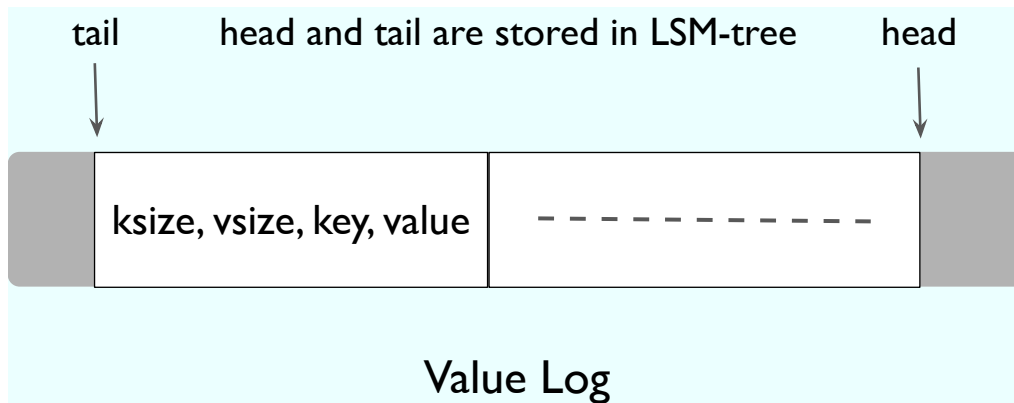 tail head and tail are stored in LSM-tree head
ksize, vsize, key, value
Value Log